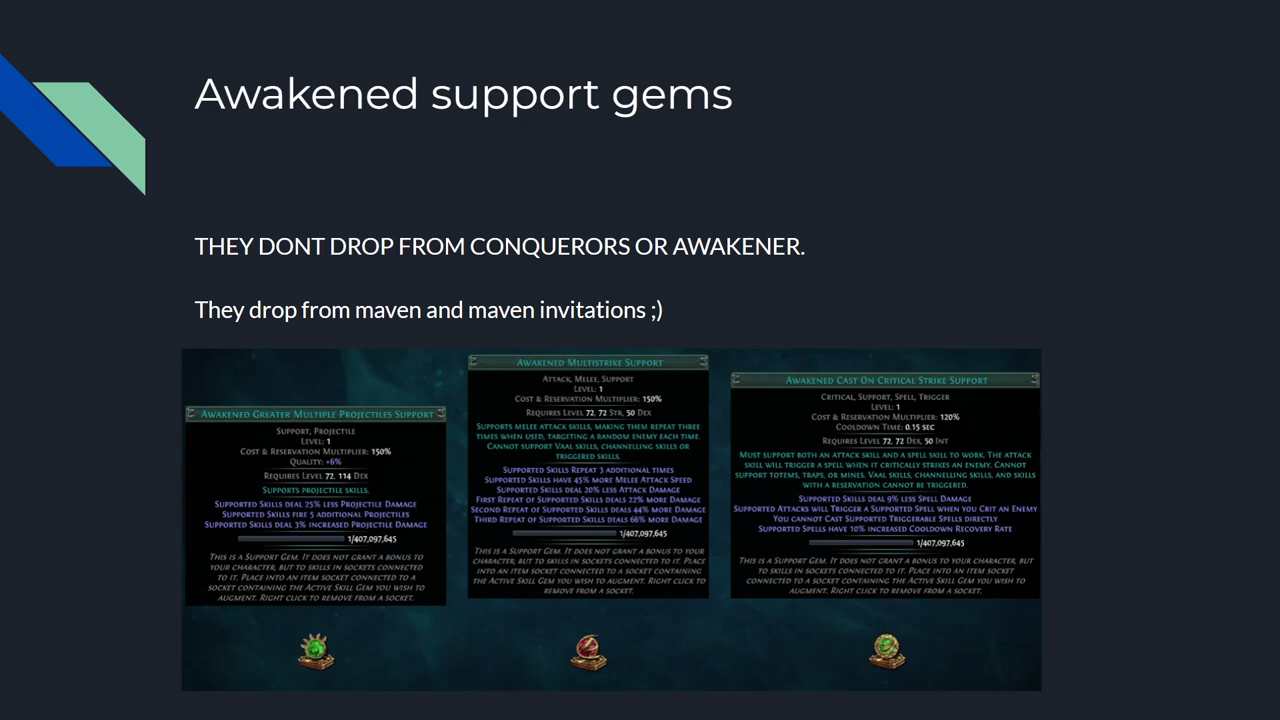 Awakened support gems
THEY DONT DROP FROM CONQUERORS OR AWAKENER.
They drop from maven and maven invitations ;)
Awakened Greater Multiple Projectiles Support
Support, Projectile
Level: 1
Cost & Reservation Multiplier: 150%
Quality: +6%
Requires Level 72, 114 Dex
Supports projectile skills.
Supported Skills deal 25% less Projectile Damage
Supported Skills fire 5 additional Projectiles
Supported Skills deal 3% increased Projectile Damage
1/407,097,645
This is a Support Gem. It does not grant a bonus to
your character, but to skills in sockets connected
to it. Place into an item socket connected to a
socket containing the Active Skill Gem you wish to
augment. Right click to remove from a socket.
Awakened Multistrike Support
Attack, Melee, Support
Level: 1
Cost & Reservation Multiplier: 150%
Requires Level 72, 72 Str, 50 Dex
Supports melee attack skills, making them repeat three
times when used, targeting a random enemy each time.
Cannot support Vaal skills, channelling skills or
triggered skills.
Supported Skills Repeat 3 additional times
Supported Skills have 45% more Melee Attack Speed
Supported Skills deal 20% less Attack Damage
First Repeat of Supported Skills deals 22% more Damage
Second Repeat of Supported Skills deals 44% more Damage
Third Repeat of Supported Skills deals 66% more Damage
1/407,097,645
This is a Support Gem. It does not grant a bonus to
your character, but to skills in sockets connected to it. Place
into an item socket connected to a socket containing
the Active Skill Gem you wish to augment. Right click to
remove from a socket.
Awakened Cast On Critical Strike Support
Critical, Support, Spell, Trigger
Level: 1
Cost & Reservation Multiplier: 120%
Cooldown Time: 0.15 sec
Requires Level 72, 72 Dex, 50 Int
Must support both an attack skill and a spell skill to work. The attack
skill will trigger a spell when it critically strikes an enemy. Cannot
support totems, traps, or mines. Vaal skills, channelling skills, and skills
with a reservation cannot be triggered.
Supported Skills deal 9% less Spell Damage
Supported Attacks will Trigger a Supported Spell when you Crit an Enemy
You cannot Cast Supported Triggerable Spells directly
Supported Spells have 10% increased Cooldown Recovery Rate
1/407,097,645
This is a Support Gem. It does not grant a bonus to your character, but
to skills in sockets connected to it. Place into an item socket
connected to a socket containing the Active Skill Gem you wish to
augment. Right click to remove from a socket.